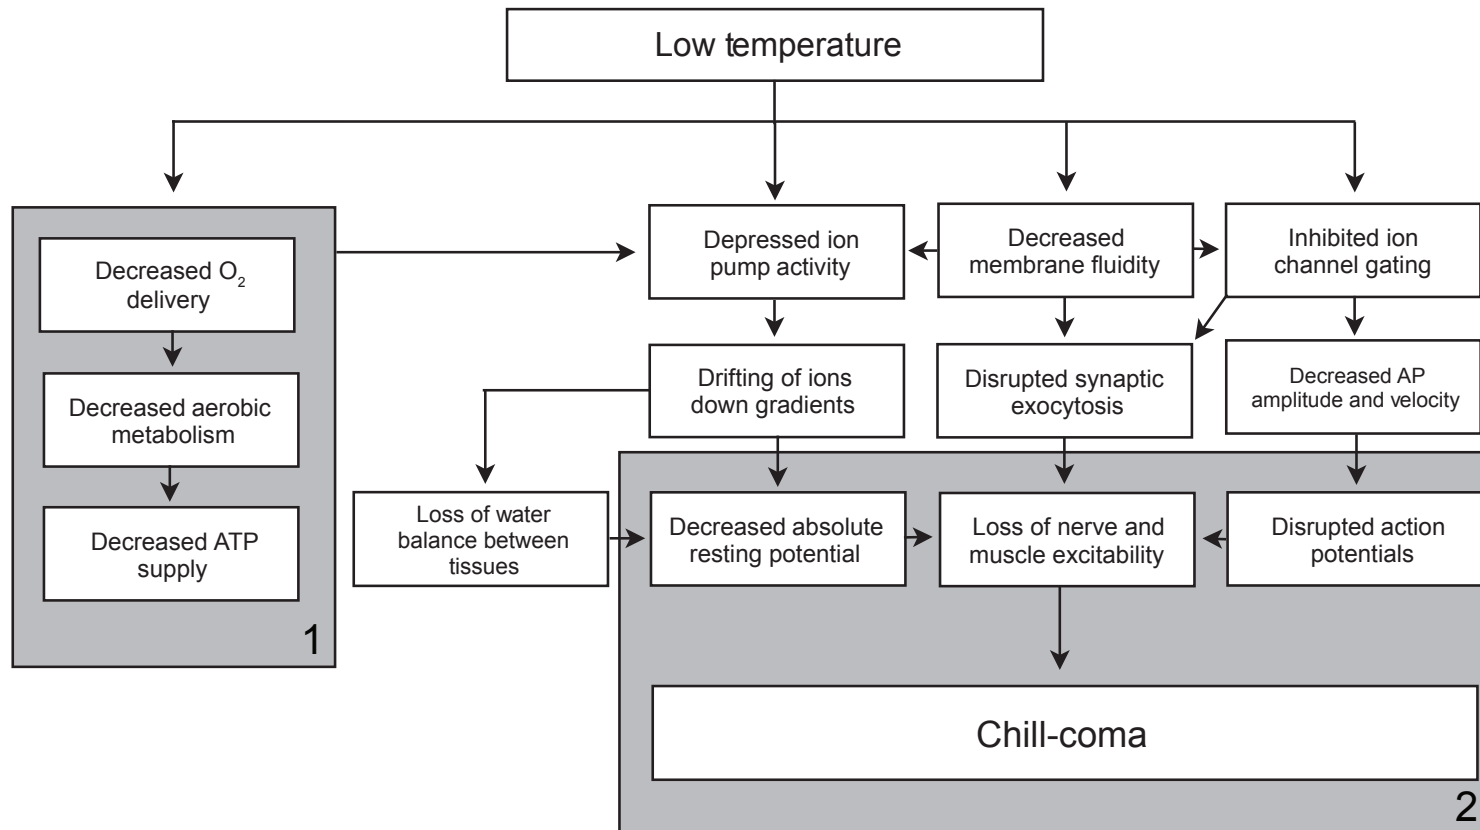 Low temperature
Decreased O₂
delivery
Decreased aerobic
metabolism
Decreased ATP
supply
1
Depressed ion
pump activity
Decreased
membrane fluidity
Inhibited ion
channel gating
Drifting of ions
down gradients
Disrupted synaptic
exocytosis
Decreased AP
amplitude and velocity
Loss of water
balance between
tissues
Decreased absolute
resting potential
Loss of nerve and
muscle excitability
Disrupted action
potentials
Chill-coma
2